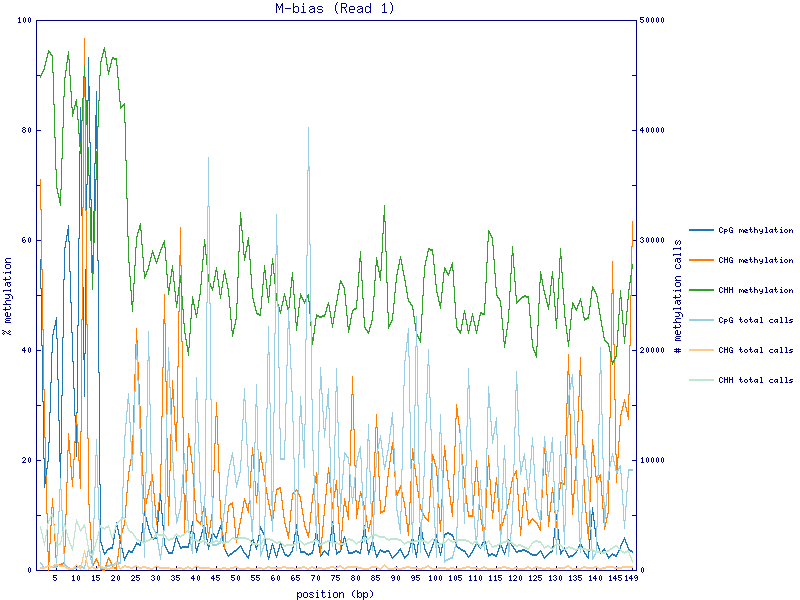 M-bias (Read 1)
100
80
60
40
20
0
% methylation
50000
40000
30000
20000
10000
0
# methylation calls
5 10 15 20 25 30 35 40 45 50 55 60 65 70 75 80 85 90 95 100 105 110 115 120 125 130 135 140 145 149
position (bp)
CpG methylation
CHG methylation
CHH methylation
CpG total calls
CHG total calls
CHH total calls